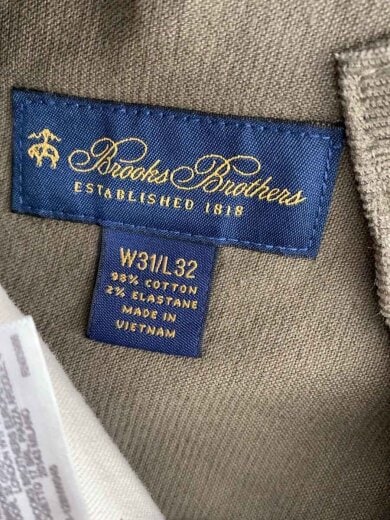 Brooks Brothers
ESTABLISHED 1818
W31/L32
98% COTTON
2% ELASTANE
MADE IN
VIETNAM